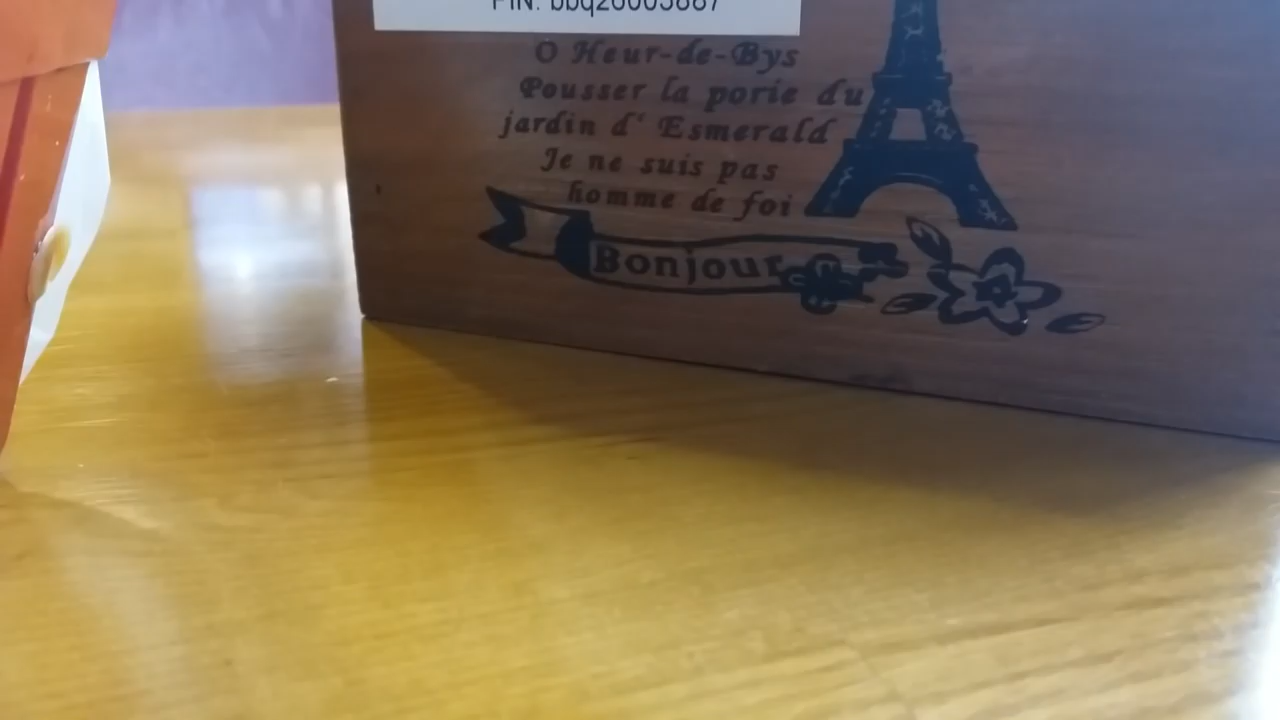 O Heur-de-Bys
Pousser la porie du
jardin d' Esmerald
Je ne suis pas
homme de foi
Bonjour